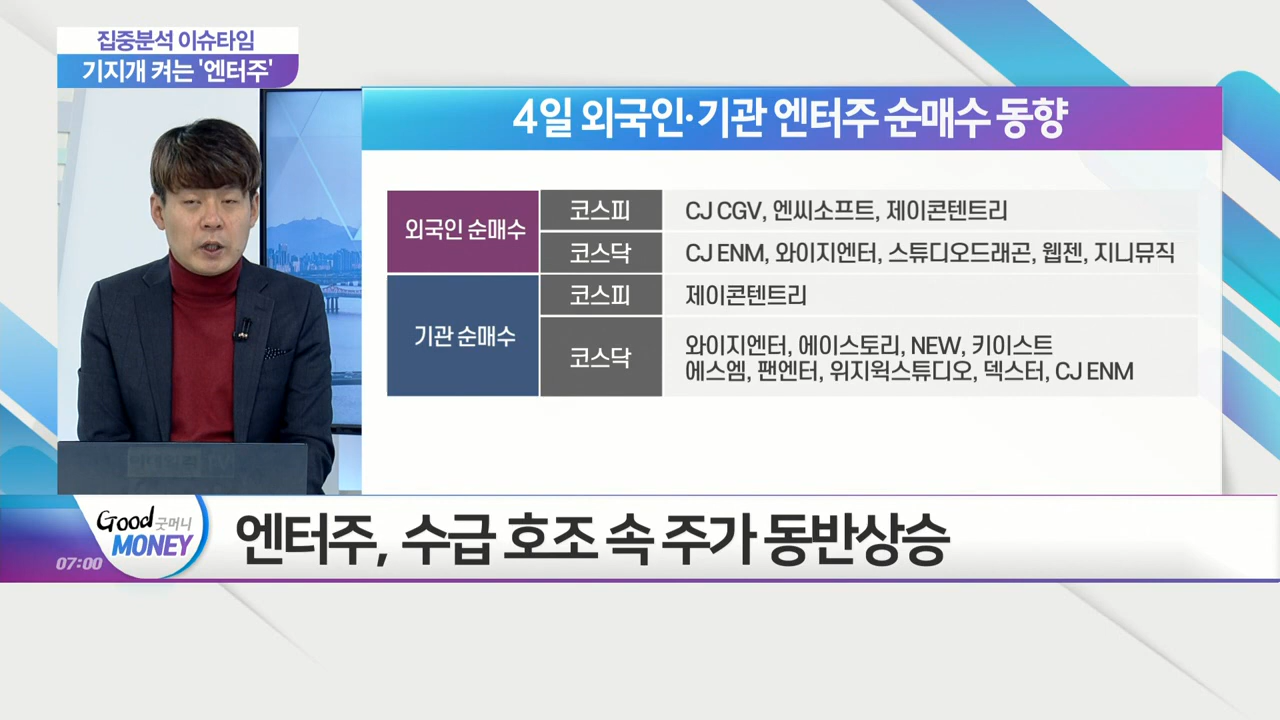 집중분석 이슈타임
기지개 켜는 '엔터주'
4일 외국인·기관 엔터주 순매수 동향
외국인 순매수
코스피
CJ CGV, 엔씨소프트, 제이콘텐트리
코스닥
CJ ENM, 와이지엔터, 스튜디오드래곤, 웹젠, 지니뮤직
기관 순매수
코스피
제이콘텐트리
코스닥
와이지엔터, 에이스토리, NEW, 키이스트
에스엠, 팬엔터, 위지윅스튜디오, 덱스터, CJ ENM
Good 굿머니
MONEY
07:00
엔터주, 수급 호조 속 주가 동반상승